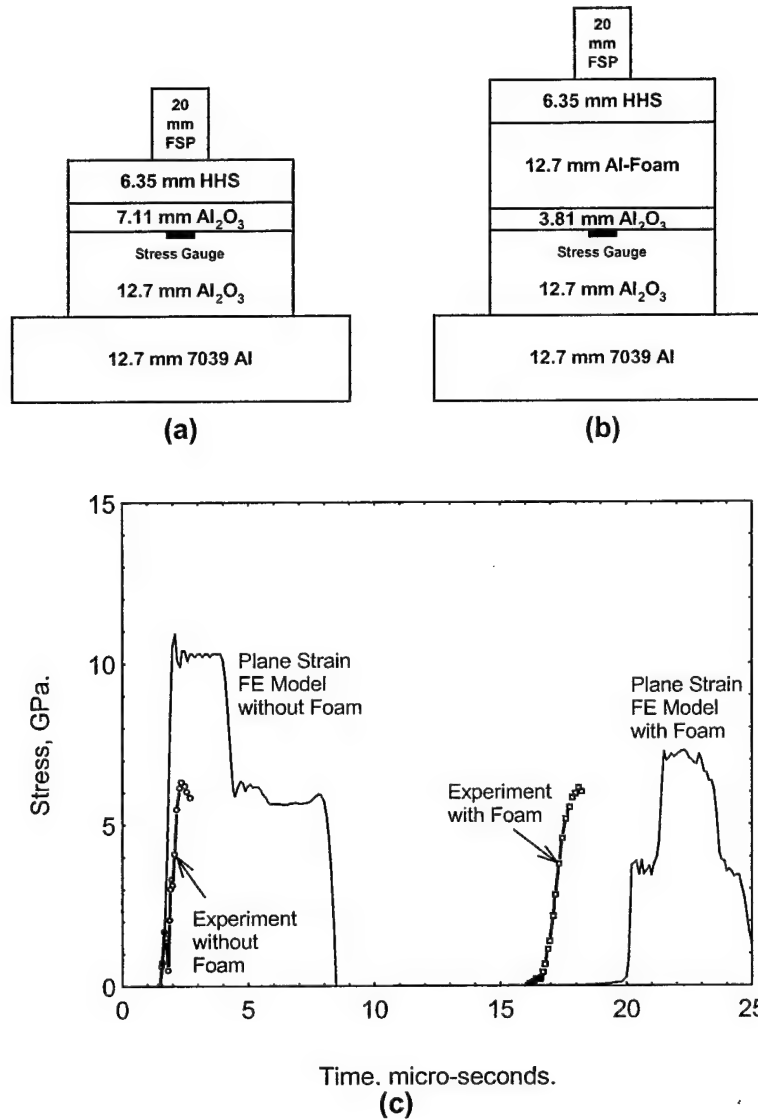 20
mm
FSP
6.35 mm HHS
7.11 mm Al₂O₃
Stress Gauge
12.7 mm Al₂O₃
12.7 mm 7039 Al
(a)
20
mm
FSP
6.35 mm HHS
12.7 mm Al-Foam
3.81 mm Al₂O₃
Stress Gauge
12.7 mm Al₂O₃
12.7 mm 7039 Al
(b)
15
10
5
0
Stress, GPa.
Plane Strain
FE Model
without Foam
Experiment
without
Foam
Experiment
with Foam
Plane Strain
FE Model
with Foam
0 5 10 15 20 25
Time, micro-seconds.
(c)